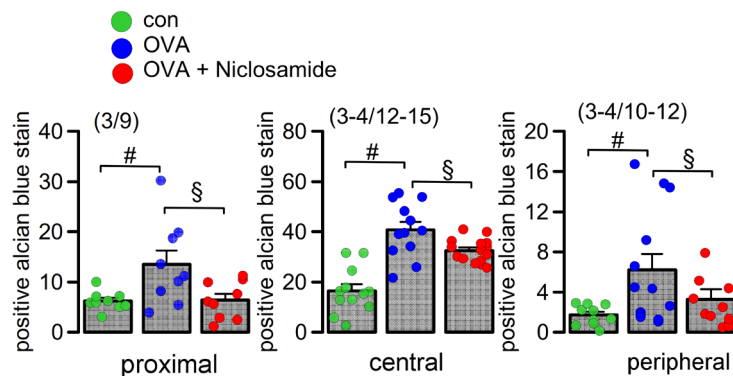 con
OVA
OVA + Niclosamide
positive alcian blue stain
40
30
20
10
0
(3/9)
#
§
proximal
positive alcian blue stain
80
60
40
20
0
(3-4/12-15)
#
§
central
positive alcian blue stain
20
16
12
8
4
0
(3-4/10-12)
#
§
peripheral